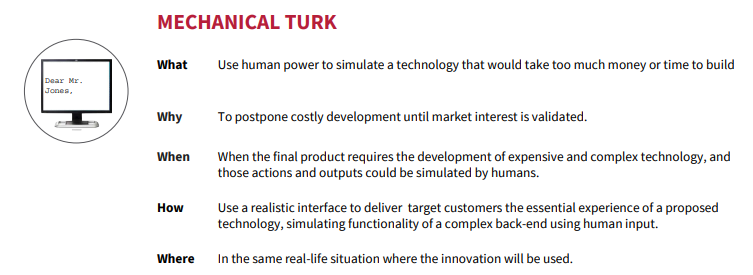 MECHANICAL TURK
Dear Mr.
Jones,
What Use human power to simulate a technology that would take too much money or time to build
Why To postpone costly development until market interest is validated.
When When the final product requires the development of expensive and complex technology, and
those actions and outputs could be simulated by humans.
How Use a realistic interface to deliver target customers the essential experience of a proposed
technology, simulating functionality of a complex back-end using human input.
Where In the same real-life situation where the innovation will be used.